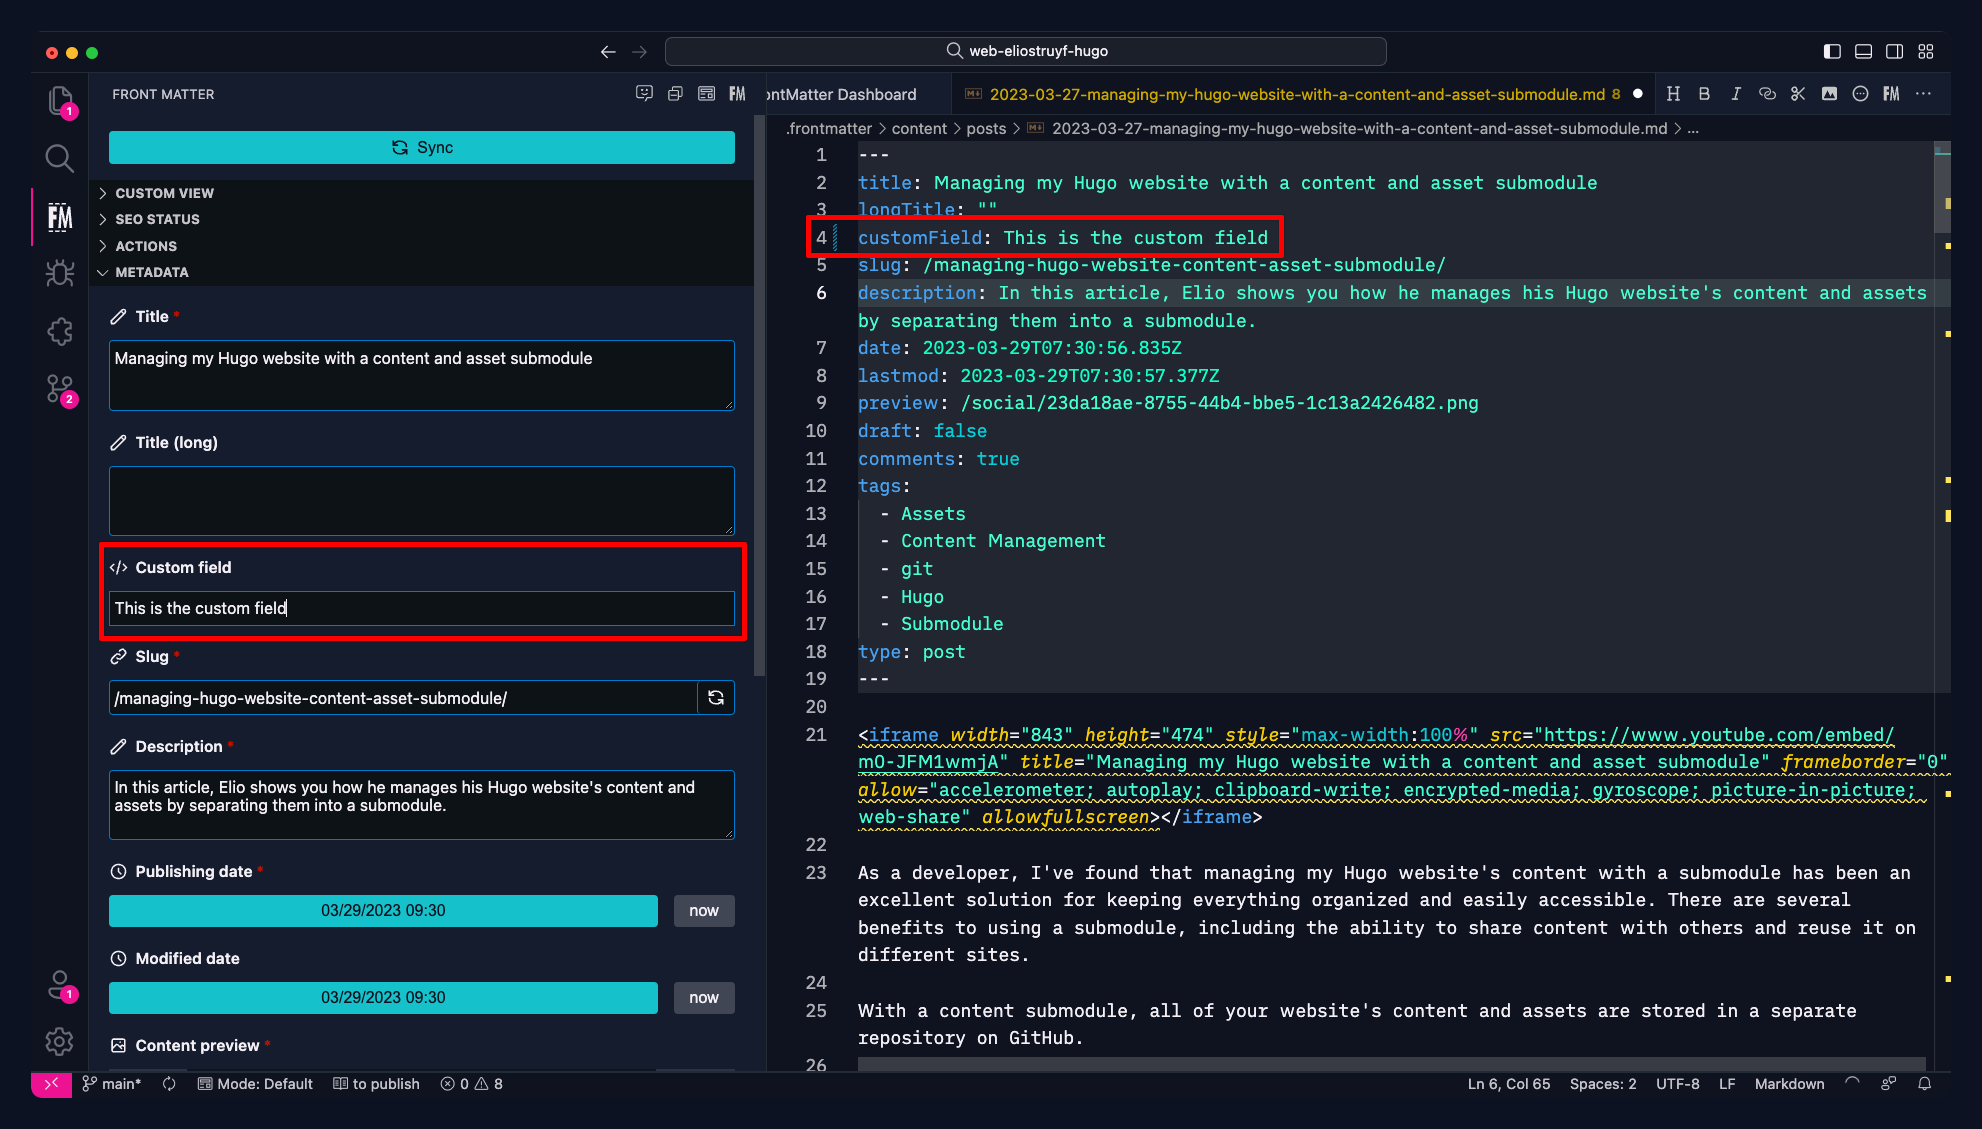 web-eliostruyf-hugo
FRONT MATTER
FM
ontMatter Dashboard
2023-03-27-managing-my-hugo-website-with-a-content-and-asset-submodule.md 8
H B I FM ...
1
Sync
.frontmatter > content > posts > 2023-03-27-managing-my-hugo-website-with-a-content-and-asset-submodule.md > ...
CUSTOM VIEW
SEO STATUS
ACTIONS
METADATA
FM
2
Title *
Managing my Hugo website with a content and asset submodule
Title (long)
</> Custom field
This is the custom field
Slug *
/managing-hugo-website-content-asset-submodule/
Description *
In this article, Elio shows you how he manages his Hugo website's content and
assets by separating them into a submodule.
Publishing date *
03/29/2023 09:30
now
Modified date
03/29/2023 09:30
now
Content preview *
1
1 ---
2 title: Managing my Hugo website with a content and asset submodule
3 longTitle: ""
4 customField: This is the custom field
5 slug: /managing-hugo-website-content-asset-submodule/
6 description: In this article, Elio shows you how he manages his Hugo website's content and assets
by separating them into a submodule.
7 date: 2023-03-29T07:30:56.835Z
8 lastmod: 2023-03-29T07:30:57.377Z
9 preview: /social/23da18ae-8755-44b4-bbe5-1c13a2426482.png
10 draft: false
11 comments: true
12 tags:
13 - Assets
14 - Content Management
15 - git
16 - Hugo
17 - Submodule
18 type: post
19 ---
20
21 <iframe width="843" height="474" style="max-width:100%" src="https://www.youtube.com/embed/
mO-JFM1wmjA" title="Managing my Hugo website with a content and asset submodule" frameborder="0"
allow="accelerometer; autoplay; clipboard-write; encrypted-media; gyroscope; picture-in-picture;
web-share" allowfullscreen></iframe>
22
23 As a developer, I've found that managing my Hugo website's content with a submodule has been an
excellent solution for keeping everything organized and easily accessible. There are several
benefits to using a submodule, including the ability to share content with others and reuse it on
different sites.
24
25 With a content submodule, all of your website's content and assets are stored in a separate
repository on GitHub.
26
main* Mode: Default to publish 0 8
Ln 6, Col 65 Spaces: 2 UTF-8 LF Markdown